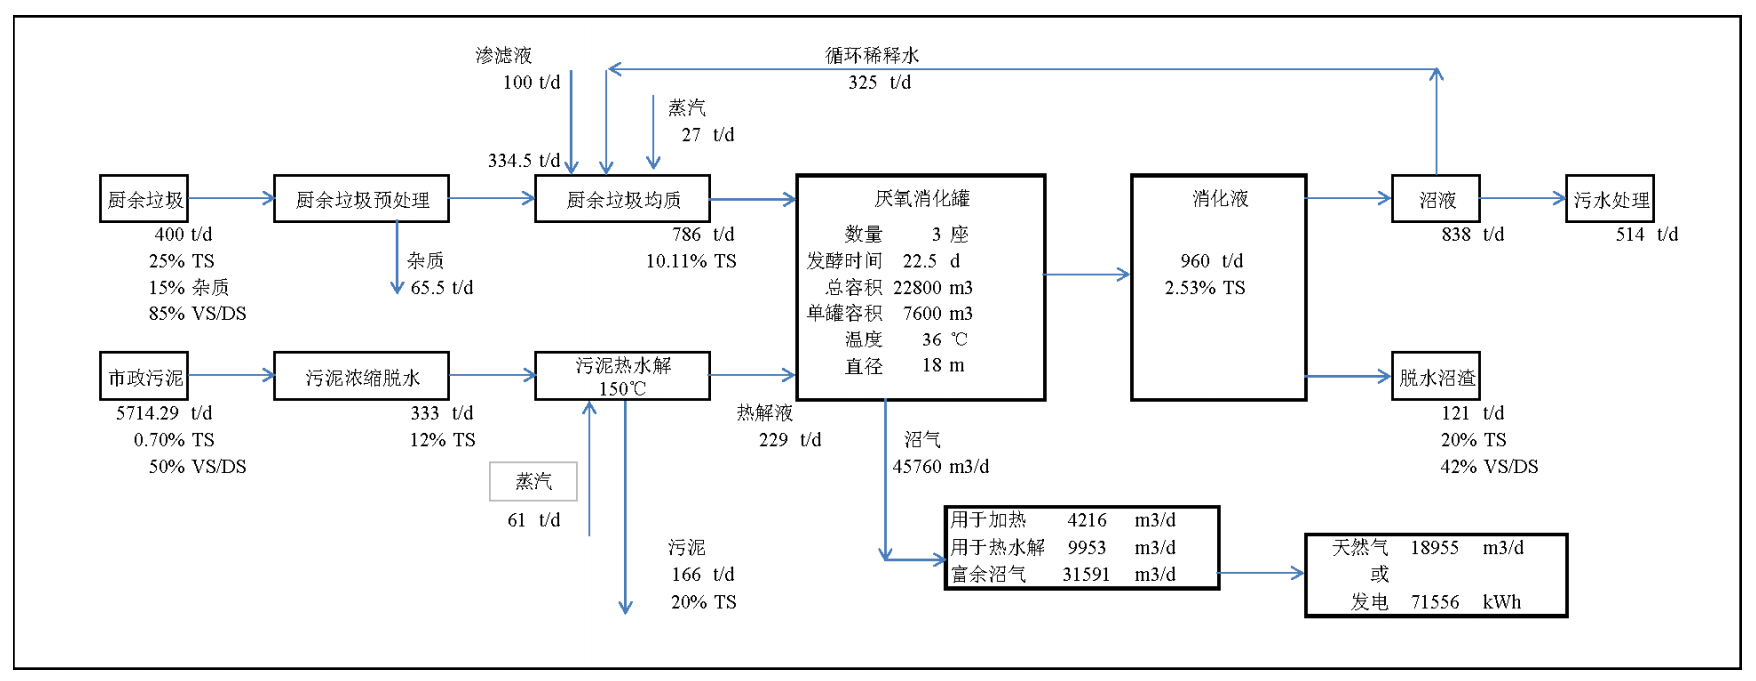 渗滤液
100 t/d
循环稀释水
325 t/d
蒸汽
27 t/d
334.5 t/d
厨余垃圾
400 t/d
25% TS
15% 杂质
85% VS/DS
厨余垃圾预处理
杂质
65.5 t/d
厨余垃圾均质
786 t/d
10.11% TS
厌氧消化罐
数量 3 座
发酵时间 22.5 d
总容积 22800 m3
单罐容积 7600 m3
温度 36 ℃
直径 18 m
消化液
960 t/d
2.53% TS
沼液
838 t/d
污水处理
514 t/d
市政污泥
5714.29 t/d
0.70% TS
50% VS/DS
污泥浓缩脱水
333 t/d
12% TS
污泥热水解
150℃
热解液
229 t/d
蒸汽
61 t/d
污泥
166 t/d
20% TS
沼气
45760 m3/d
脱水沼渣
121 t/d
20% TS
42% VS/DS
用于加热 4216 m3/d
用于热水解 9953 m3/d
富余沼气 31591 m3/d
天然气 18955 m3/d
或
发电 71556 kWh